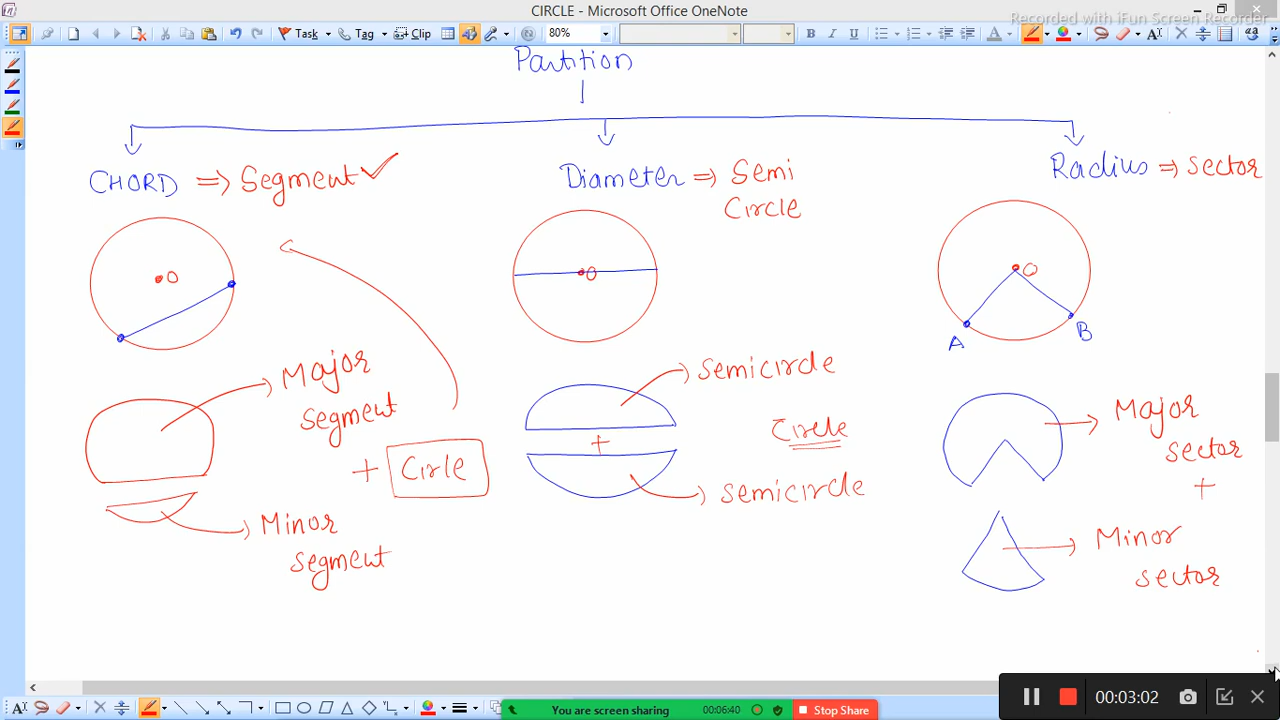 CIRCLE - Microsoft Office OneNote
Recorded with iFun Screen Recorder
Task
Tag
Clip
80%
B I U
Partition
CHORD ⇒ Segment ✓
Diameter ⇒ Semi
Circle
Radius ⇒ Sector
O
O
O
A
B
Major
segment
+ Cirle
Minor
segment
semicircle
+
Circle
semicircle
Major
sector
+
Minor
sector
00:03:02
You are screen sharing
00:06:40
Stop Share